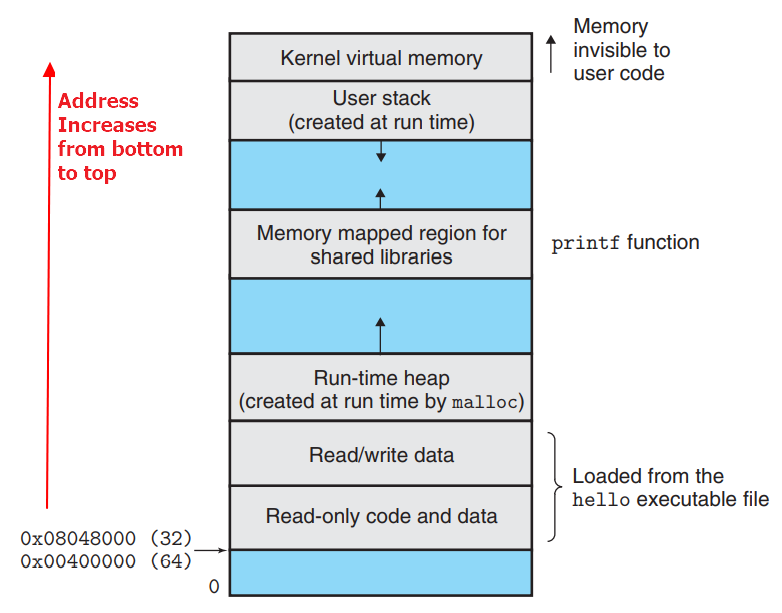 Memory
invisible to
user code
Kernel virtual memory
Address
Increases
from bottom
to top
User stack
(created at run time)
Memory mapped region for
shared libraries
printf function
Run-time heap
(created at run time by malloc)
Read/write data
Loaded from the
hello executable file
Read-only code and data
0x08048000 (32)
0x00400000 (64)
0